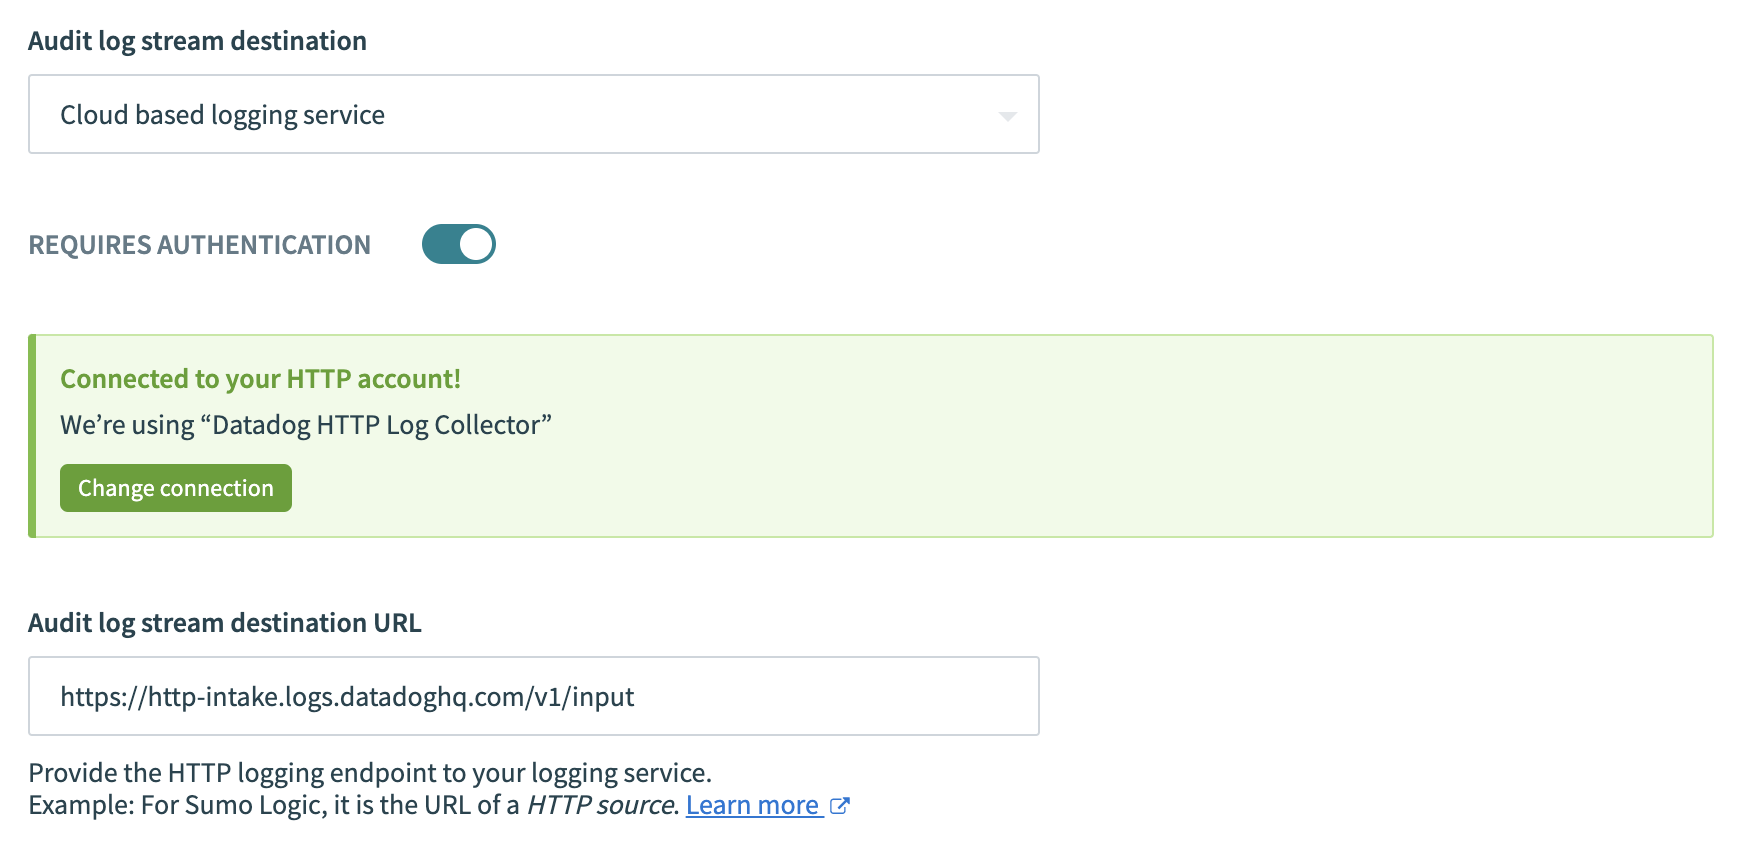 Audit log stream destination
Cloud based logging service
REQUIRES AUTHENTICATION
Connected to your HTTP account!
We’re using “Datadog HTTP Log Collector”
Change connection
Audit log stream destination URL
https://http-intake.logs.datadoghq.com/v1/input
Provide the HTTP logging endpoint to your logging service.
Example: For Sumo Logic, it is the URL of a HTTP source. Learn more